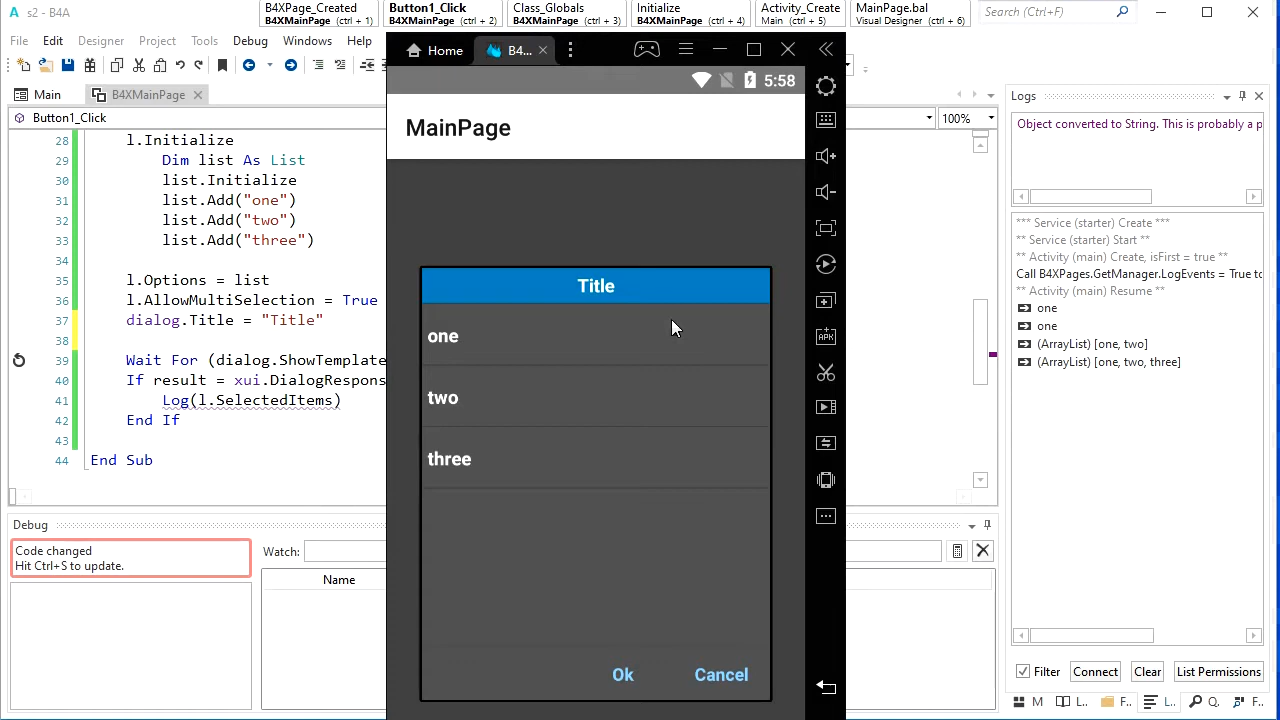 s2 - B4A
B4XPage_Created
B4XMainPage (ctrl + 1)
Button1_Click
B4XMainPage (ctrl + 2)
Class_Globals
B4XMainPage (ctrl + 3)
Initialize
B4XMainPage (ctrl + 4)
Activity_Create
Main (ctrl + 5)
MainPage.bal
Visual Designer (ctrl + 6)
Search (Ctrl+F)
File Edit Designer Project Tools Debug Windows Help
Main
B4XMainPage
Button1_Click
100%
28 l.Initialize
29 Dim list As List
30 list.Initialize
31 list.Add("one")
32 list.Add("two")
33 list.Add("three")
35 l.Options = list
36 l.AllowMultiSelection = True
37 dialog.Title = "Title"
38
39 Wait For (dialog.ShowTemplate
40 If result = xui.DialogRespons
41 Log(l.SelectedItems)
42 End If
43
44 End Sub
Home
B4...
5:58
MainPage
Title
one
two
three
Ok Cancel
APK
Logs
Object converted to String. This is probably a p
*** Service (starter) Create ***
** Service (starter) Start **
** Activity (main) Create, isFirst = true **
Call B4XPages.GetManager.LogEvents = True to
** Activity (main) Resume **
one
one
(ArrayList) [one, two]
(ArrayList) [one, two, three]
Filter Connect Clear List Permissions
M L.. F.. L.. Q. F..
Debug
Code changed
Hit Ctrl+S to update.
Watch:
Name